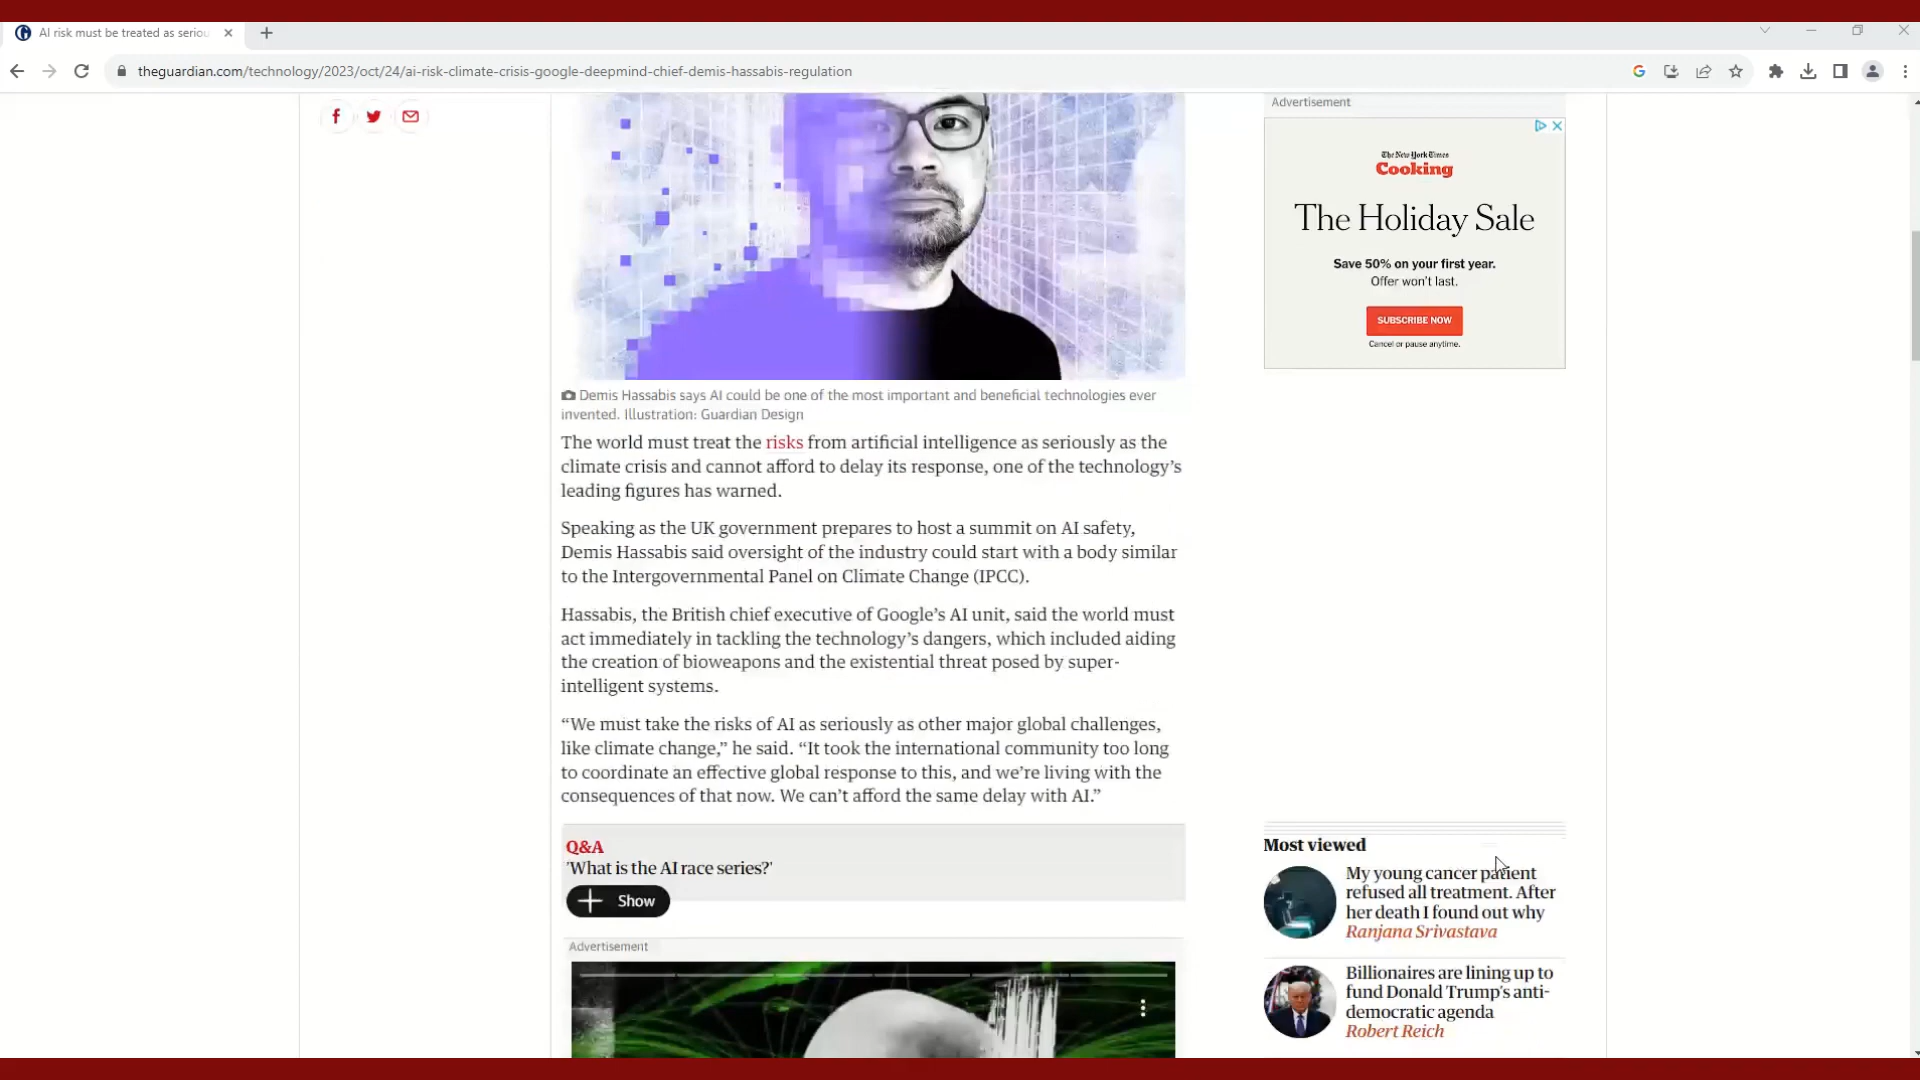 AI risk must be treated as seriou
theguardian.com/technology/2023/oct/24/ai-risk-climate-crisis-google-deepmind-chief-demis-hassabis-regulation
Demis Hassabis says AI could be one of the most important and beneficial technologies ever
invented. Illustration: Guardian Design
The world must treat the risks from artificial intelligence as seriously as the
climate crisis and cannot afford to delay its response, one of the technology’s
leading figures has warned.
Speaking as the UK government prepares to host a summit on AI safety,
Demis Hassabis said oversight of the industry could start with a body similar
to the Intergovernmental Panel on Climate Change (IPCC).
Hassabis, the British chief executive of Google’s AI unit, said the world must
act immediately in tackling the technology’s dangers, which included aiding
the creation of bioweapons and the existential threat posed by super-
intelligent systems.
“We must take the risks of AI as seriously as other major global challenges,
like climate change,” he said. “It took the international community too long
to coordinate an effective global response to this, and we’re living with the
consequences of that now. We can’t afford the same delay with AI.”
Q&A
'What is the AI race series?'
Show
Advertisement
Advertisement
The New York Times
Cooking
The Holiday Sale
Save 50% on your first year.
Offer won’t last.
SUBSCRIBE NOW
Cancel or pause anytime.
Most viewed
My young cancer patient
refused all treatment. After
her death I found out why
Ranjana Srivastava
Billionaires are lining up to
fund Donald Trump’s anti-
democratic agenda
Robert Reich